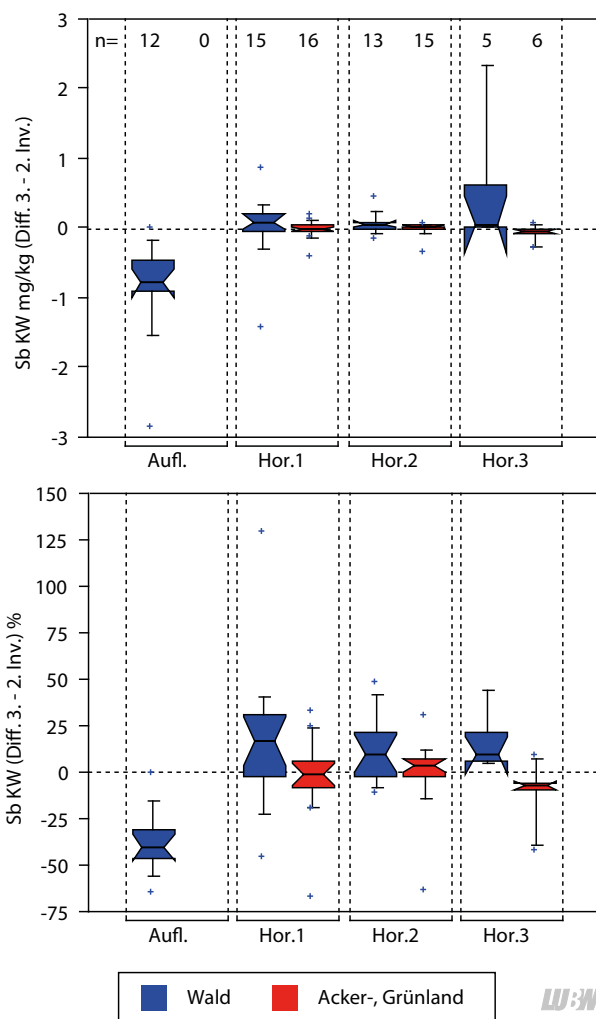 3
n= 12 0 15 16 13 15 5 6
2
1
0
-1
-2
-3
Sb KW mg/kg (Diff. 3. - 2. Inv.)
Aufl. Hor.1 Hor.2 Hor.3
150
125
100
75
50
25
0
-25
-50
-75
Sb KW (Diff. 3. - 2. Inv.) %
Aufl. Hor.1 Hor.2 Hor.3
Wald Acker-, Grünland
LUBW